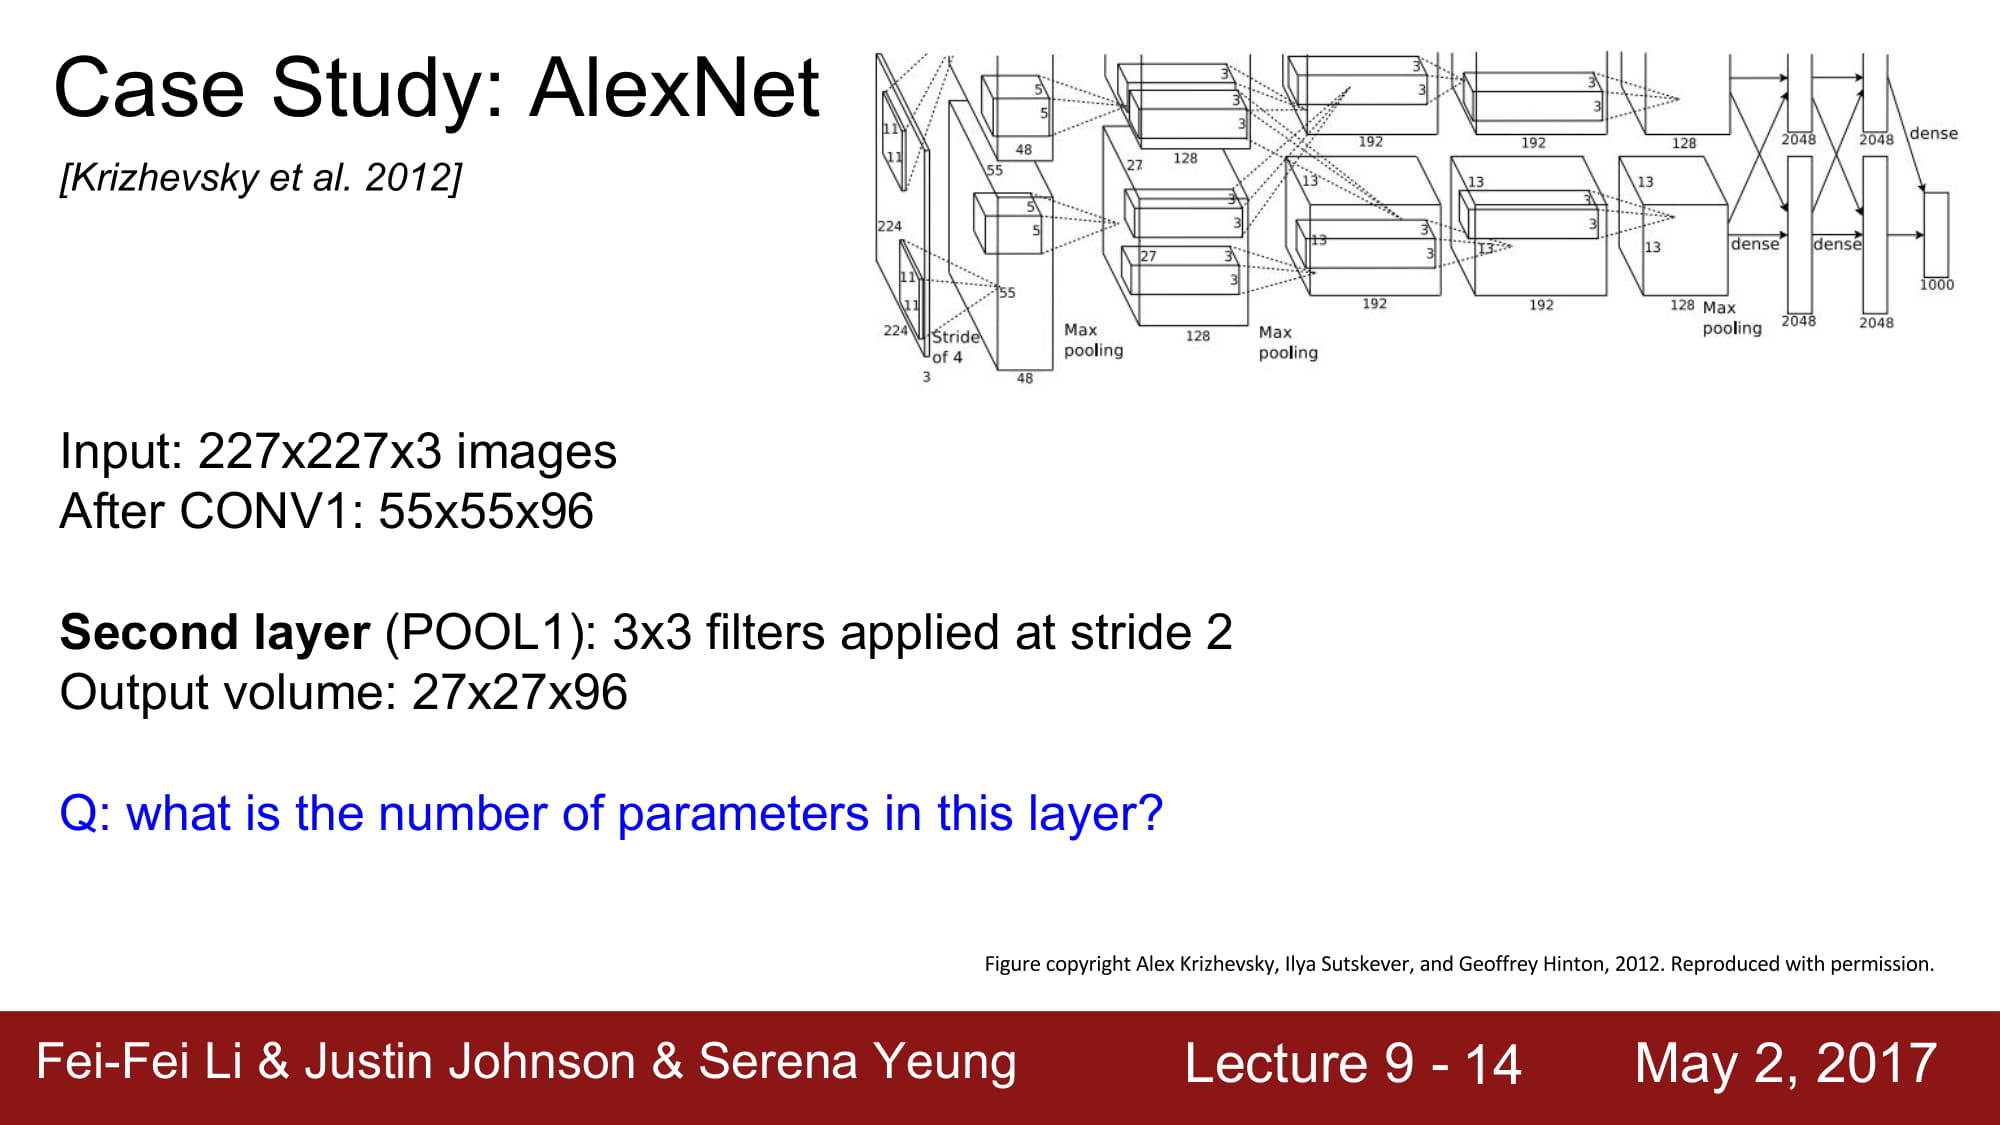 Case Study: AlexNet
[Krizhevsky et al. 2012]
11
11
224
11
11
224
3
Stride
of 4
5
5
48
55
5
5
55
48
Max
pooling
3
3
3
128
27
3
3
27
3
3
128
Max
pooling
3
3
192
13
13
3
3
192
3
3
192
13
3
3
13
192
128
13
13
128
Max
pooling
2048
2048
dense
dense
dense
2048
2048
1000
Input: 227x227x3 images
After CONV1: 55x55x96
Second layer (POOL1): 3x3 filters applied at stride 2
Output volume: 27x27x96
Q: what is the number of parameters in this layer?
Figure copyright Alex Krizhevsky, Ilya Sutskever, and Geoffrey Hinton, 2012. Reproduced with permission.
Fei-Fei Li & Justin Johnson & Serena Yeung
Lecture 9 - 14
May 2, 2017